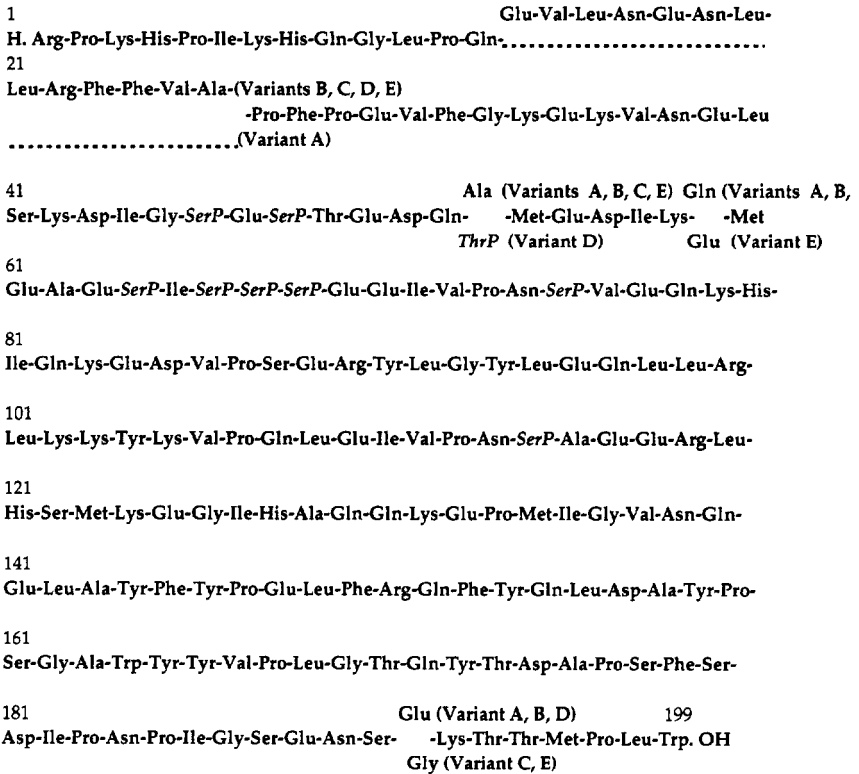 1 Glu-Val-Leu-Asn-Glu-Asn-Leu-
H. Arg-Pro-Lys-His-Pro-Ile-Lys-His-Gln-Gly-Leu-Pro-Gln-..............................
21
Leu-Arg-Phe-Phe-Val-Ala-(Variants B, C, D, E)
-Pro-Phe-Pro-Glu-Val-Phe-Gly-Lys-Glu-Lys-Val-Asn-Glu-Leu
..........................(Variant A)
41 Ala (Variants A, B, C, E) Gln (Variants A, B,
Ser-Lys-Asp-Ile-Gly-SerP-Glu-SerP-Thr-Glu-Asp-Gln- -Met-Glu-Asp-Ile-Lys- -Met
ThrP (Variant D) Glu (Variant E)
61
Glu-Ala-Glu-SerP-Ile-SerP-SerP-SerP-Glu-Glu-Ile-Val-Pro-Asn-SerP-Val-Glu-Gln-Lys-His-
81
Ile-Gln-Lys-Glu-Asp-Val-Pro-Ser-Glu-Arg-Tyr-Leu-Gly-Tyr-Leu-Glu-Gln-Leu-Leu-Arg-
101
Leu-Lys-Lys-Tyr-Lys-Val-Pro-Gln-Leu-Glu-Ile-Val-Pro-Asn-SerP-Ala-Glu-Glu-Arg-Leu-
121
His-Ser-Met-Lys-Glu-Gly-Ile-His-Ala-Gln-Gln-Lys-Glu-Pro-Met-Ile-Gly-Val-Asn-Gln-
141
Glu-Leu-Ala-Tyr-Phe-Tyr-Pro-Glu-Leu-Phe-Arg-Gln-Phe-Tyr-Gln-Leu-Asp-Ala-Tyr-Pro-
161
Ser-Gly-Ala-Trp-Tyr-Tyr-Val-Pro-Leu-Gly-Thr-Gln-Tyr-Thr-Asp-Ala-Pro-Ser-Phe-Ser-
181 Glu (Variant A, B, D) 199
Asp-Ile-Pro-Asn-Pro-Ile-Gly-Ser-Glu-Asn-Ser- -Lys-Thr-Thr-Met-Pro-Leu-Trp. OH
Gly (Variant C, E)